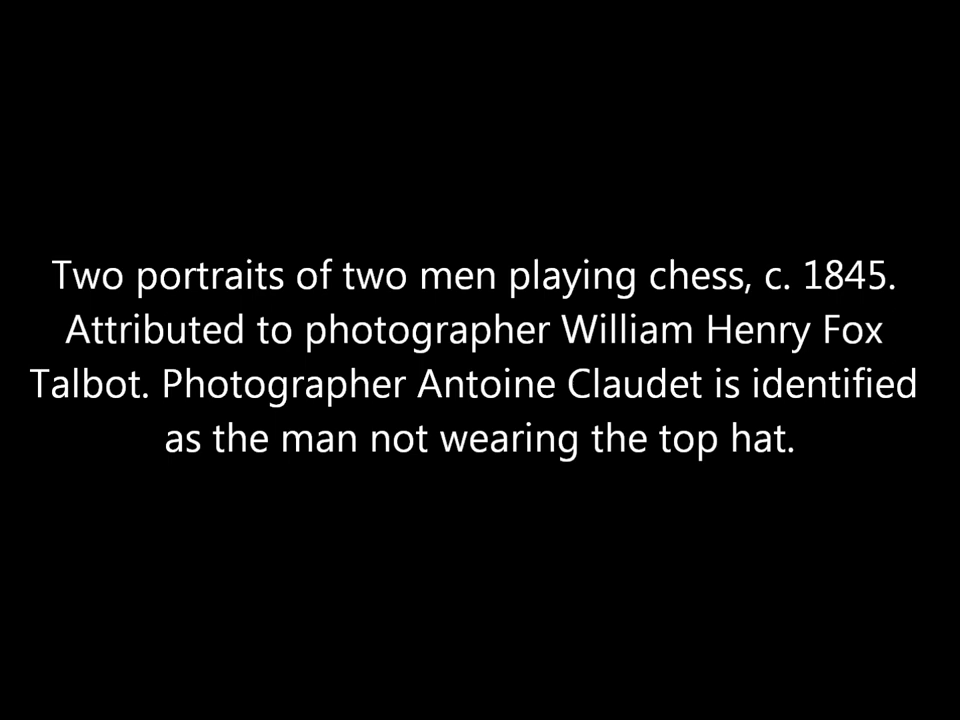 Two portraits of two men playing chess, c. 1845.
Attributed to photographer William Henry Fox
Talbot. Photographer Antoine Claudet is identified
as the man not wearing the top hat.